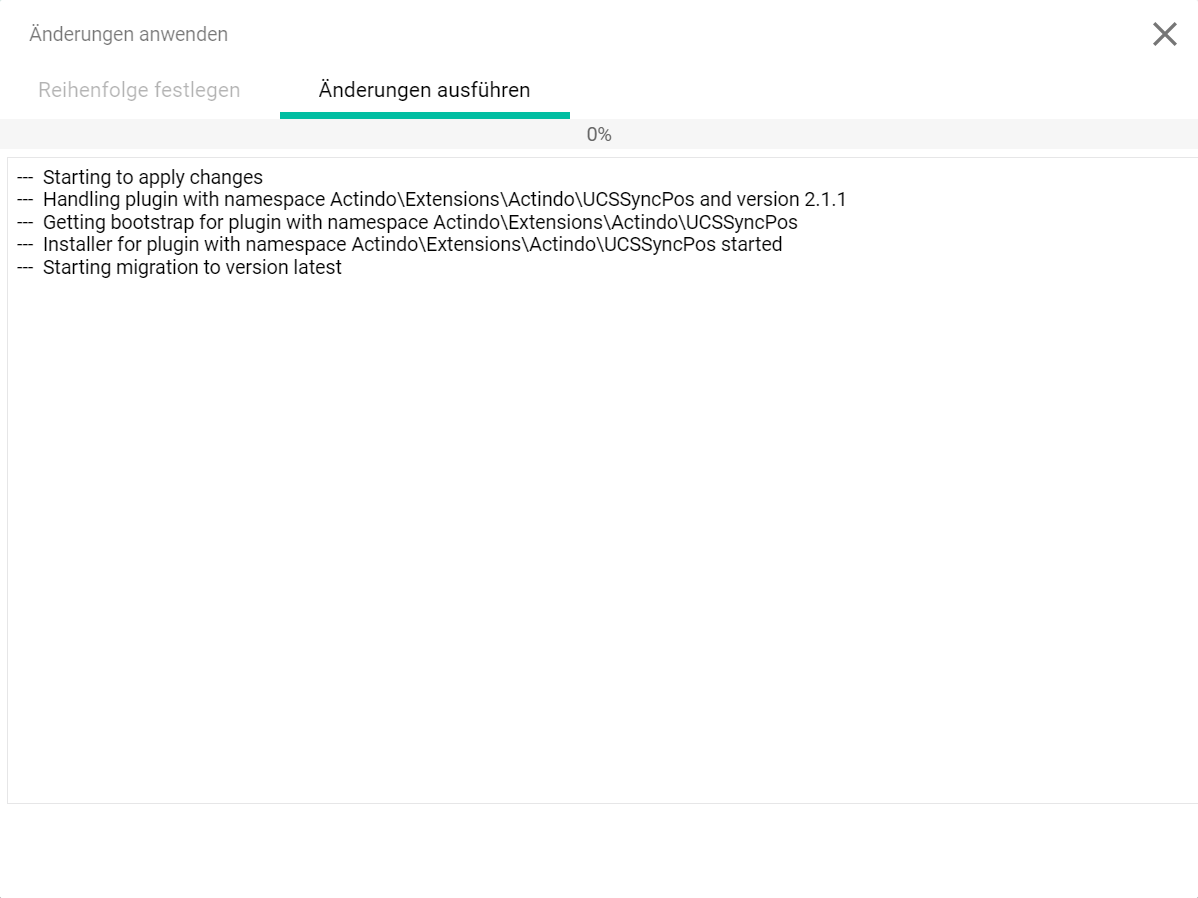 Änderungen anwenden
Reihenfolge festlegen
Änderungen ausführen
0%
--- Starting to apply changes
--- Handling plugin with namespace Actindo\Extensions\Actindo\UCSSyncPos and version 2.1.1
--- Getting bootstrap for plugin with namespace Actindo\Extensions\Actindo\UCSSyncPos
--- Installer for plugin with namespace Actindo\Extensions\Actindo\UCSSyncPos started
--- Starting migration to version latest